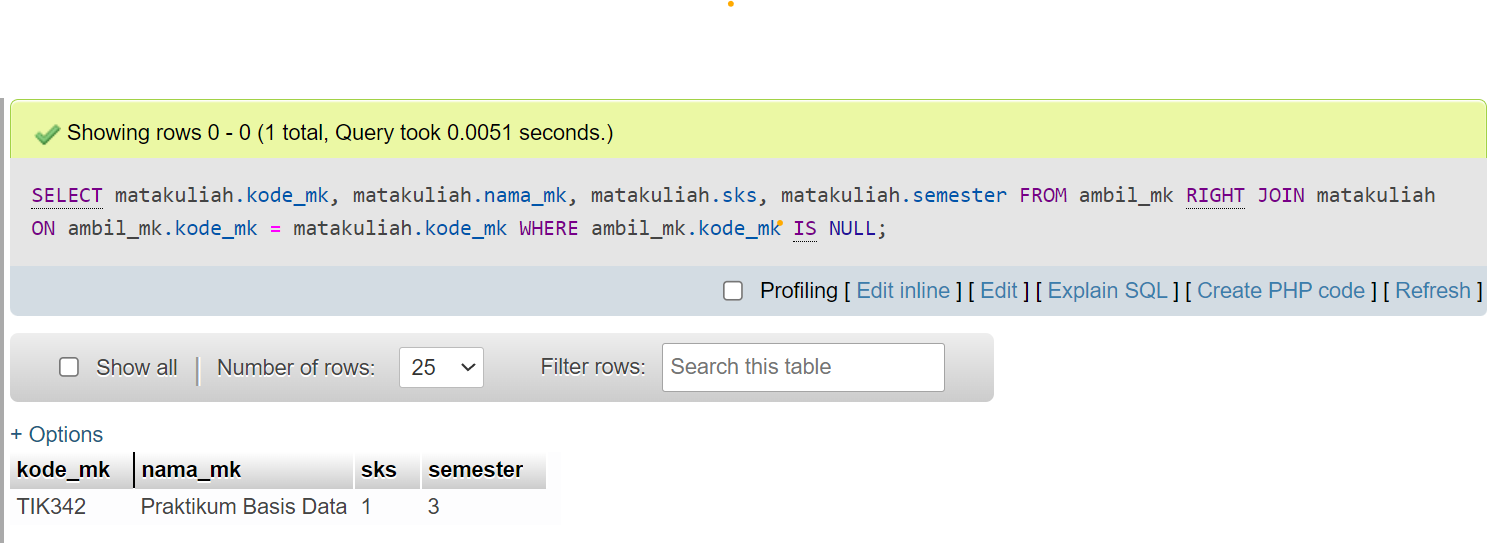 Showing rows 0 - 0 (1 total, Query took 0.0051 seconds.)
SELECT matakuliah.kode_mk, matakuliah.nama_mk, matakuliah.sks, matakuliah.semester FROM ambil_mk RIGHT JOIN matakuliah
ON ambil_mk.kode_mk = matakuliah.kode_mk WHERE ambil_mk.kode_mk IS NULL;
Profiling [ Edit inline ] [ Edit ] [ Explain SQL ] [ Create PHP code ] [ Refresh ]
Show all | Number of rows: 25 Filter rows: Search this table
+ Options
kode_mk nama_mk sks semester
TIK342 Praktikum Basis Data 1 3